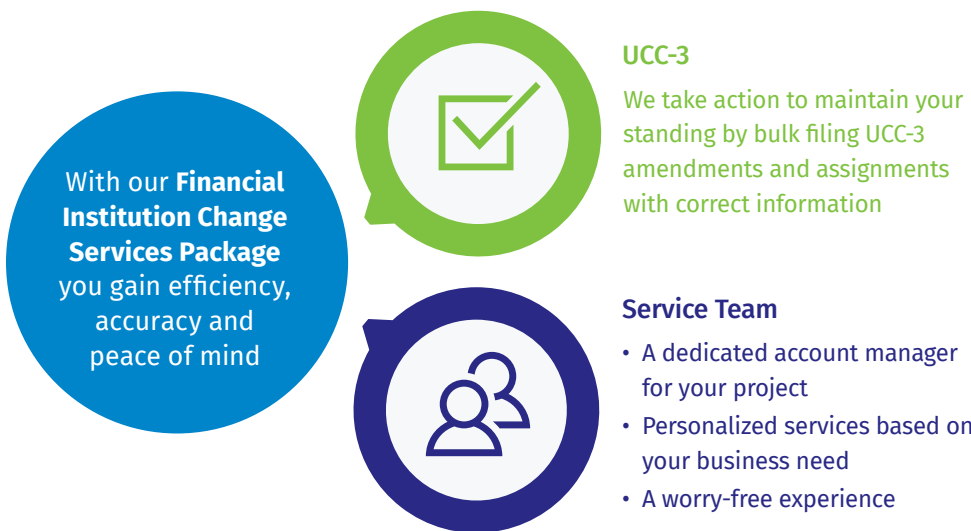 With our Financial
Institution Change
Services Package
you gain efficiency,
accuracy and
peace of mind
UCC-3
We take action to maintain your
standing by bulk filing UCC-3
amendments and assignments
with correct information
Service Team
• A dedicated account manager
for your project
• Personalized services based on
your business need
• A worry-free experience